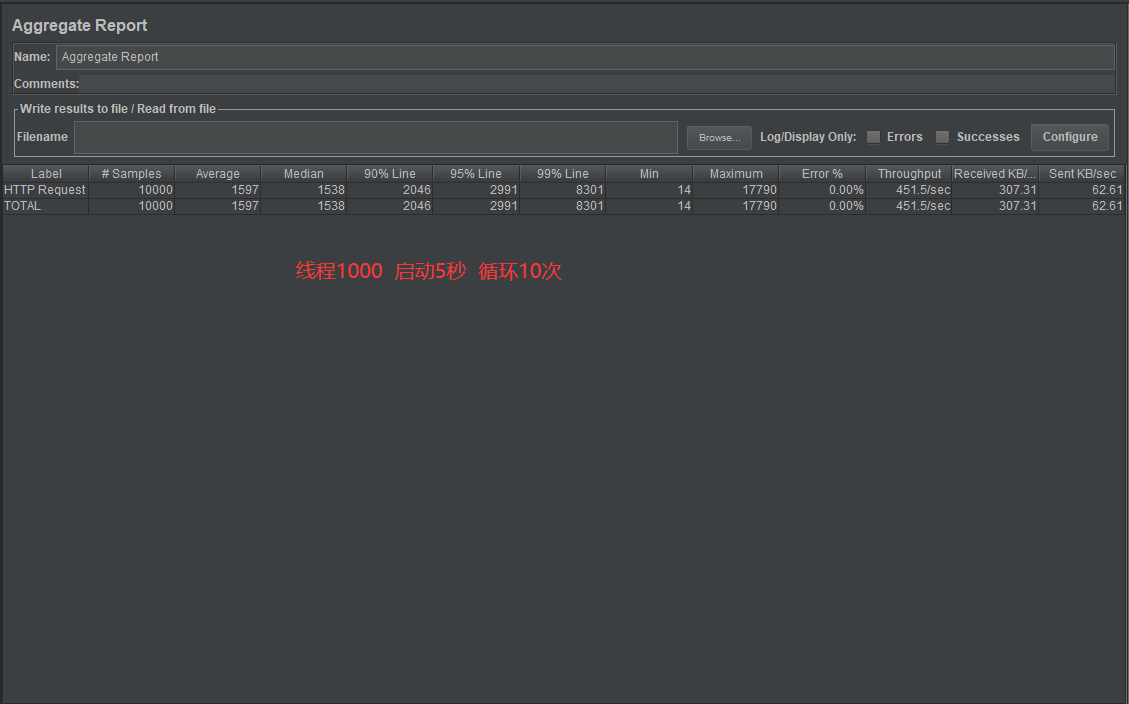 Aggregate Report
Name: Aggregate Report
Comments:
Write results to file / Read from file
Filename Browse... Log/Display Only: Errors Successes Configure
Label # Samples Average Median 90% Line 95% Line 99% Line Min Maximum Error % Throughput Received KB/... Sent KB/sec
HTTP Request 10000 1597 1538 2046 2991 8301 14 17790 0.00% 451.5/sec 307.31 62.61
TOTAL 10000 1597 1538 2046 2991 8301 14 17790 0.00% 451.5/sec 307.31 62.61
线程1000 启动5秒 循环10次